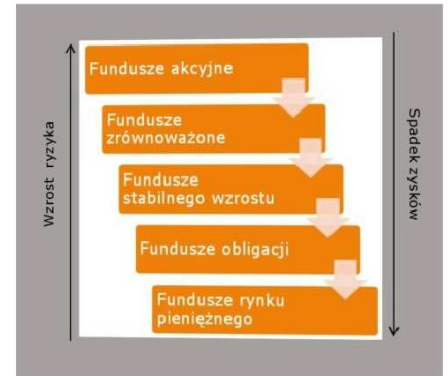 Wzrost ryzyka
Fundusze akcyjne
Fundusze
zrównoważone
Fundusze
stabilnego wzrostu
Fundusze obligacji
Fundusze rynku
pieniężnego
Spadek zysków